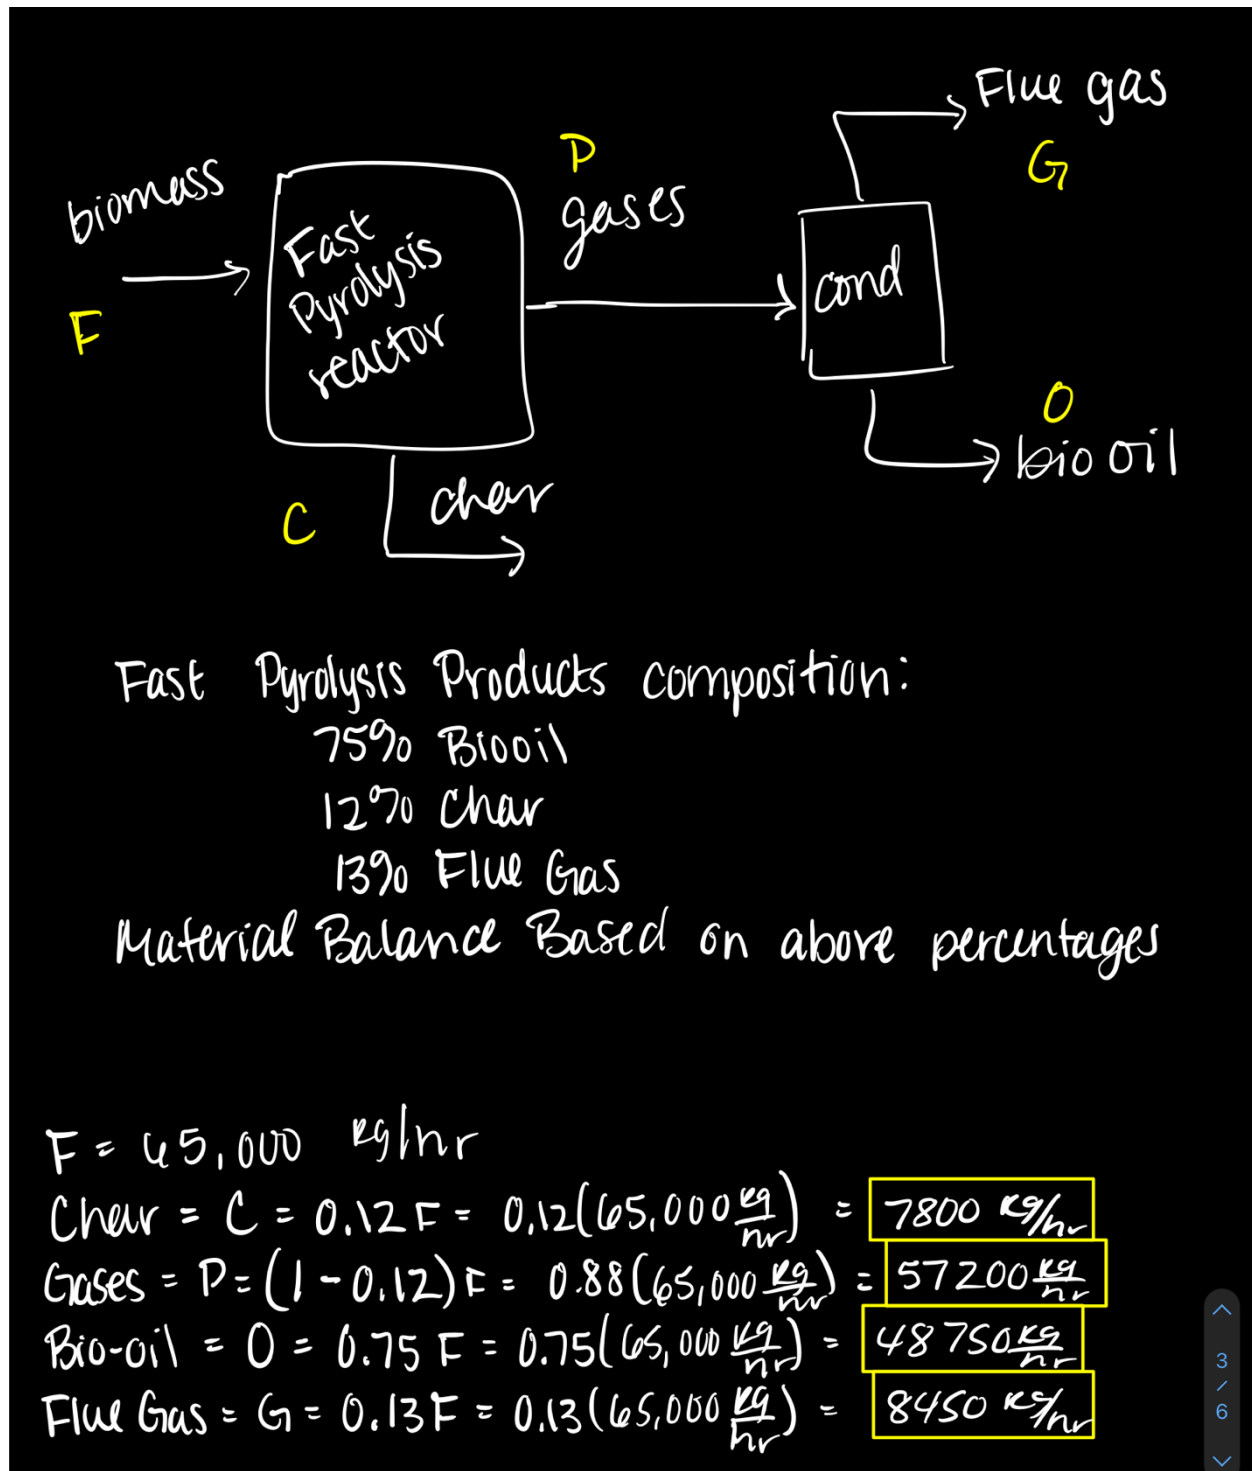 Flue gas
G
P
gases
biomass
F
Fast
Pyrolysis
reactor
cond
O
bio oil
C
char
Fast Pyrolysis Products composition:
75% Biooil
12% Char
13% Flue Gas
Material Balance Based on above percentages
F = 65,000 kg/hr
Char = C = 0.12 F = 0.12(65,000 kg/hr) = 7800 kg/hr
Gases = P = (1 - 0.12) F = 0.88(65,000 kg/hr) = 57200 kg/hr
Bio-oil = O = 0.75 F = 0.75(65,000 kg/hr) = 48750 kg/hr
Flue Gas = G = 0.13 F = 0.13(65,000 kg/hr) = 8450 kg/hr
3
/
6